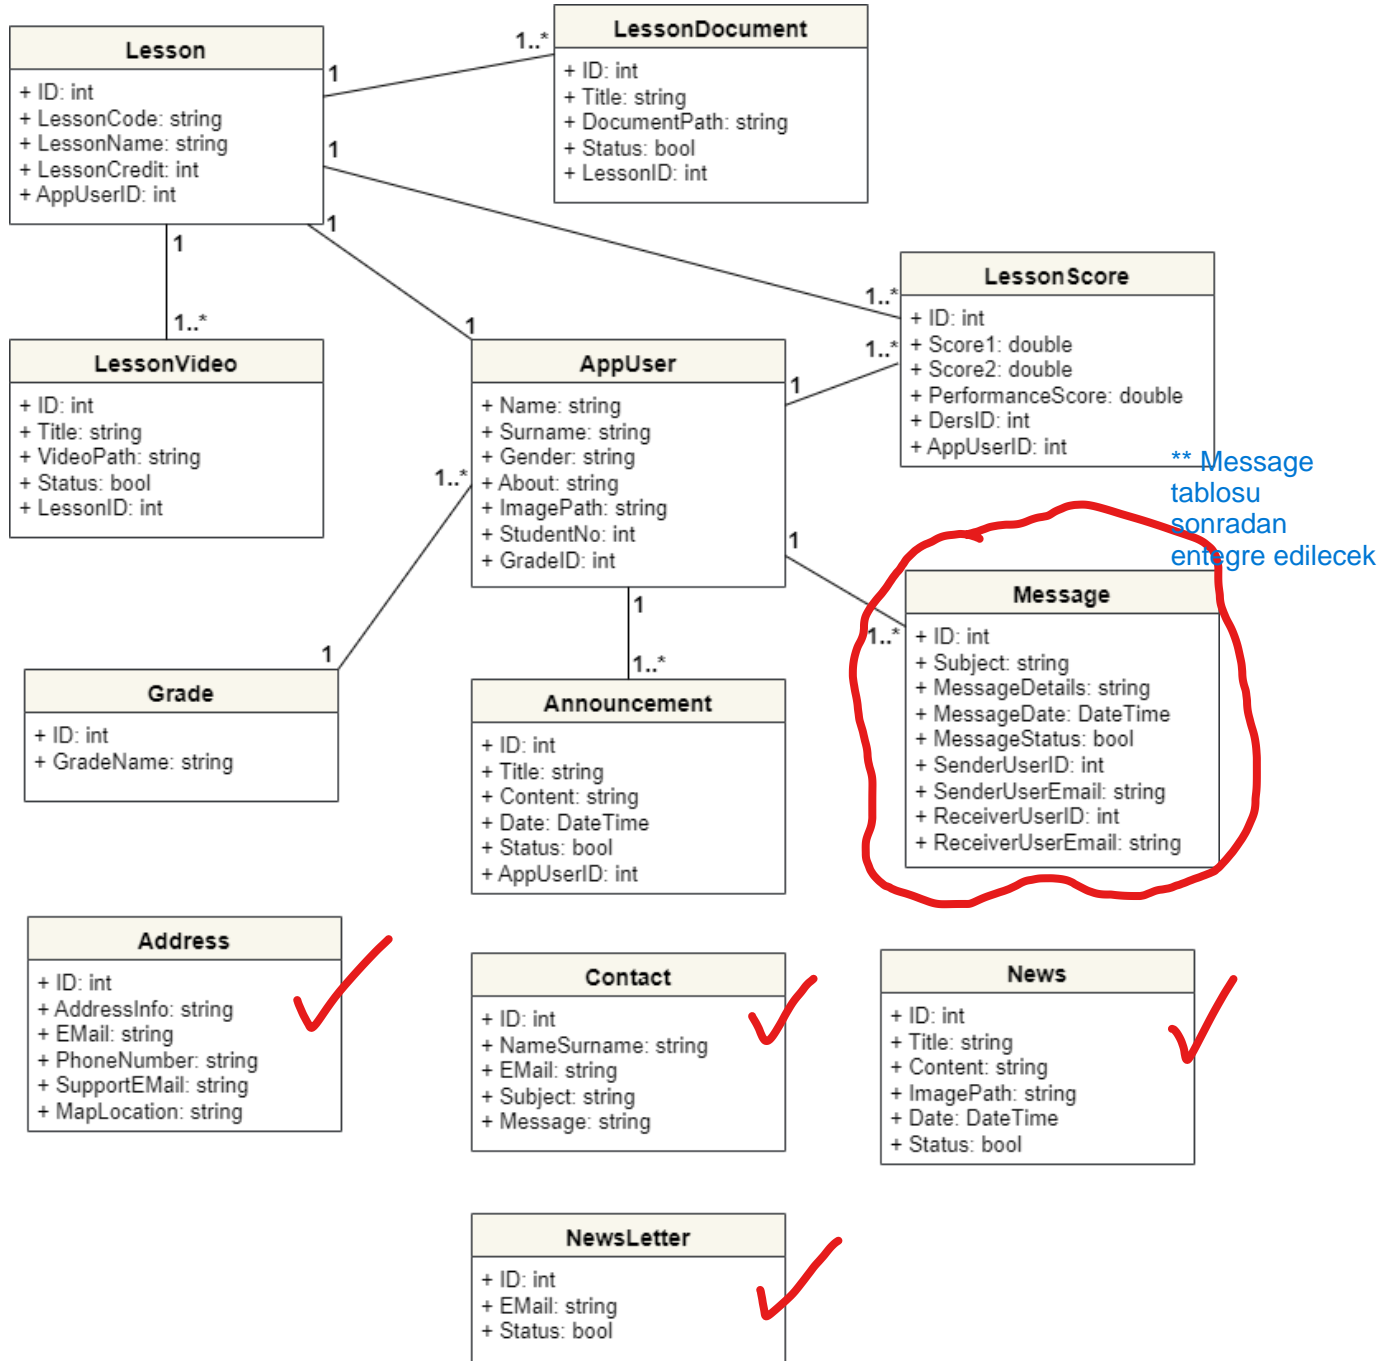 Lesson
+ ID: int
+ LessonCode: string
+ LessonName: string
+ LessonCredit: int
+ AppUserID: int
1
1..*
LessonDocument
+ ID: int
+ Title: string
+ DocumentPath: string
+ Status: bool
+ LessonID: int
1
1..*
1
1
1
1..*
LessonScore
+ ID: int
+ Score1: double
+ Score2: double
+ PerformanceScore: double
+ DersID: int
+ AppUserID: int
LessonVideo
+ ID: int
+ Title: string
+ VideoPath: string
+ Status: bool
+ LessonID: int
AppUser
+ Name: string
+ Surname: string
+ Gender: string
+ About: string
+ ImagePath: string
+ StudentNo: int
+ GradeID: int
1
1..*
1..*
1
1
1..*
1
1..*
** Message
tablosu
sonradan
entegre edilecek
Message
+ ID: int
+ Subject: string
+ MessageDetails: string
+ MessageDate: DateTime
+ MessageStatus: bool
+ SenderUserID: int
+ SenderUserEmail: string
+ ReceiverUserID: int
+ ReceiverUserEmail: string
Grade
+ ID: int
+ GradeName: string
Announcement
+ ID: int
+ Title: string
+ Content: string
+ Date: DateTime
+ Status: bool
+ AppUserID: int
Address
+ ID: int
+ AddressInfo: string
+ EMail: string
+ PhoneNumber: string
+ SupportEMail: string
+ MapLocation: string
Contact
+ ID: int
+ NameSurname: string
+ EMail: string
+ Subject: string
+ Message: string
News
+ ID: int
+ Title: string
+ Content: string
+ ImagePath: string
+ Date: DateTime
+ Status: bool
NewsLetter
+ ID: int
+ EMail: string
+ Status: bool